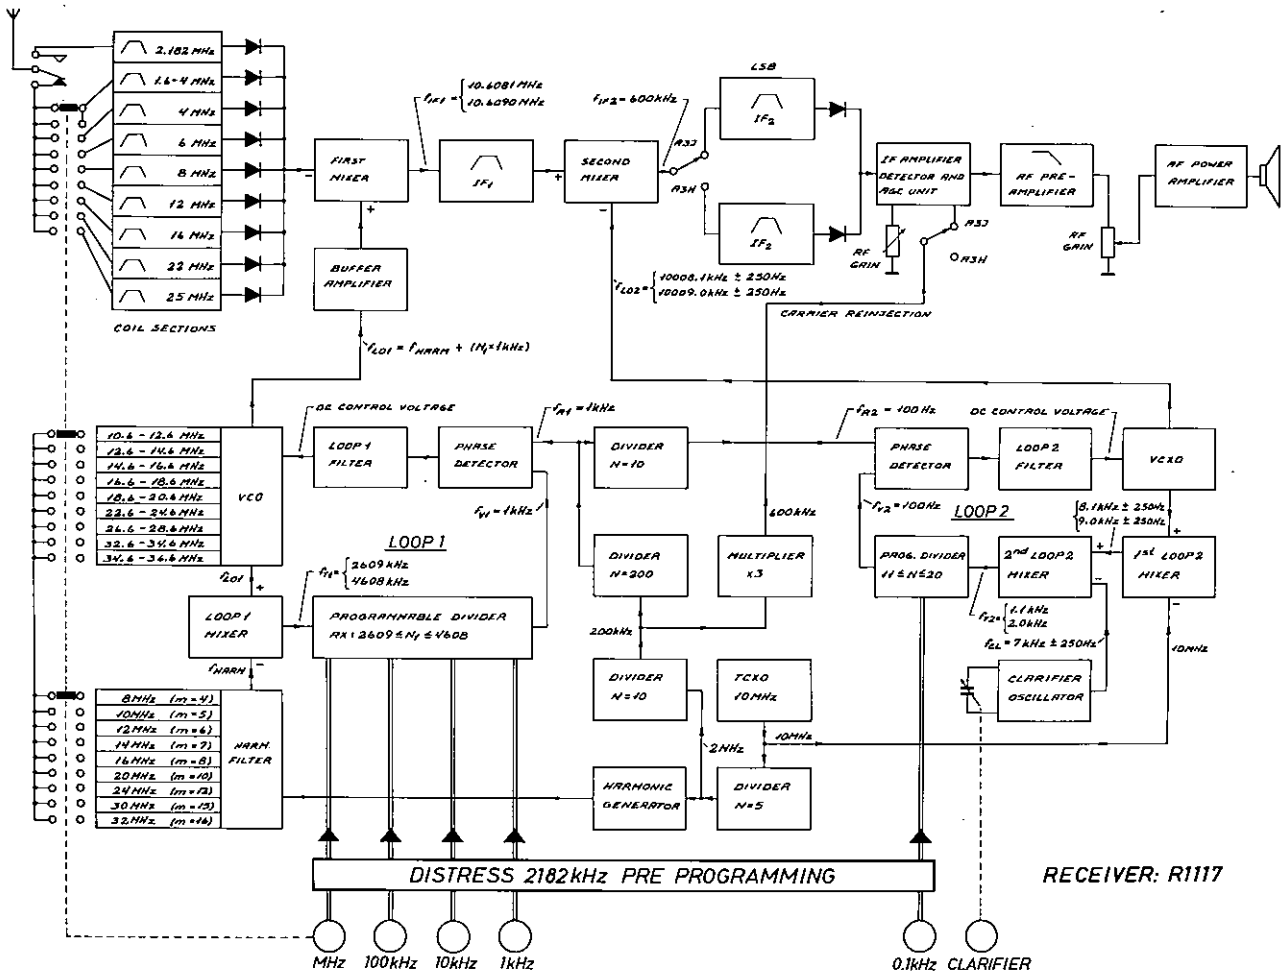 2.182 MHz
1.6-4 MHz
4 MHz
6 MHz
8 MHz
12 MHz
16 MHz
22 MHz
25 MHz
COIL SECTIONS
FIRST
MIXER
BUFFER
AMPLIFIER
fIF1 = { 10.6081 MHz
10.6090 MHz
IF1
SECOND
MIXER
fIF2 = 600kHz
LSB
IF2
IF2
R3J
R3H
IF AMPLIFIER
DETECTOR AND
AGC UNIT
AF PRE-
AMPLIFIER
AF POWER
AMPLIFIER
RF
GAIN
R3J
R3H
RF
GAIN
fLO2 = { 10008.1kHz ± 250Hz
10009.0kHz ± 250Hz
CARRIER REINJECTION
fLO1 = fHARM + (N1×1kHz)
DC CONTROL VOLTAGE
fR1 = 1kHz
fR2 = 100Hz
DC CONTROL VOLTAGE
10.6 - 12.6 MHz
12.6 - 14.6 MHz
14.6 - 16.6 MHz
16.6 - 18.6 MHz
18.6 - 20.6 MHz
22.6 - 24.6 MHz
26.6 - 28.6 MHz
32.6 - 34.6 MHz
34.6 - 36.6 MHz
VCO
LOOP 1
FILTER
PHASE
DETECTOR
DIVIDER
N=10
PHASE
DETECTOR
LOOP 2
FILTER
VCXO
fV1 = 1kHz
LOOP 1
600kHz
fV2 = 100Hz
LOOP 2
8.1kHz ± 250Hz
9.0kHz ± 250Hz
DIVIDER
N=200
MULTIPLIER
x3
PROG. DIVIDER
11 ≤ N ≤ 20
2nd LOOP 2
MIXER
1st LOOP 2
MIXER
fLO1
LOOP 1
MIXER
fY1 = { 2609 kHz
4608 kHz
PROGRAMMABLE DIVIDER
RX: 2609 ≤ N1 ≤ 4608
200kHz
fY2 = { 1.1 kHz
2.0 kHz
fCL = 7kHz ± 250Hz
10MHz
fHARM
DIVIDER
N=10
TCXO
10MHz
CLARIFIER
OSCILLATOR
8MHz (m=4)
10MHz (m=5)
12MHz (m=6)
14MHz (m=7)
16MHz (m=8)
20MHz (m=10)
24MHz (m=12)
30MHz (m=15)
32MHz (m=16)
HARM.
FILTER
2MHz
10MHz
HARMONIC
GENERATOR
DIVIDER
N=5
DISTRESS 2182kHz PRE PROGRAMMING
RECEIVER: R1117
MHz
100kHz
10kHz
1kHz
0.1kHz
CLARIFIER